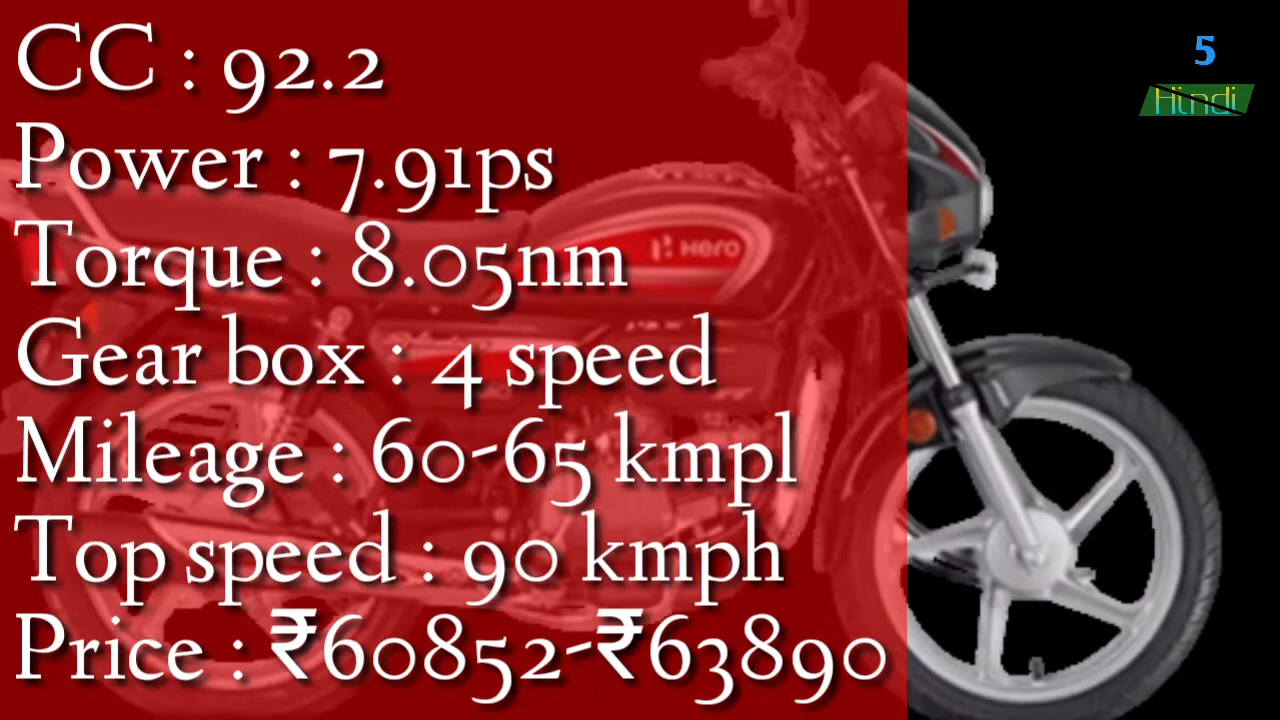 CC : 92.2
Power : 7.91ps
Torque : 8.05nm
Gear box : 4 speed
Mileage : 60-65 kmpl
Top speed : 90 kmph
Price : ₹60852-₹63890
5
Hindi
Hero